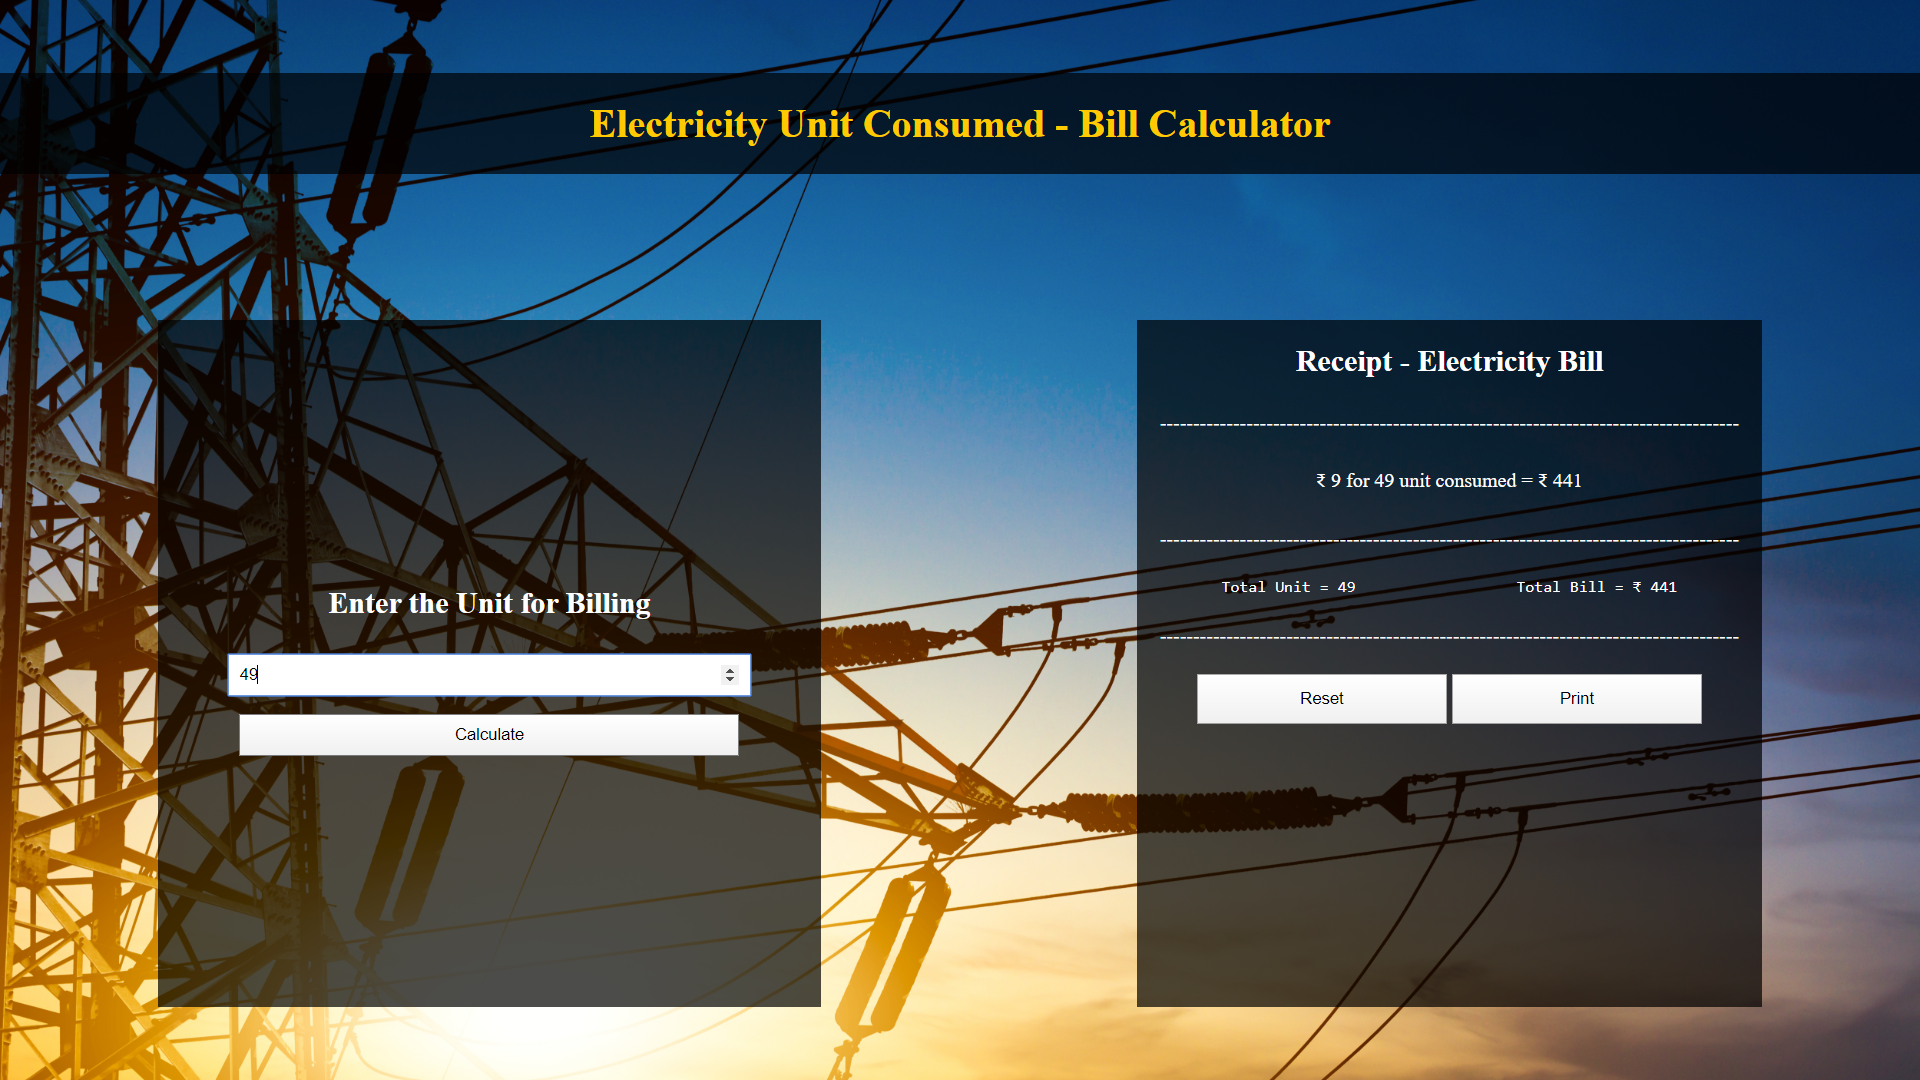 Electricity Unit Consumed - Bill Calculator
Enter the Unit for Billing
49
Calculate
Receipt - Electricity Bill
----------------------------------------------------------------------------------------
₹ 9 for 49 unit consumed = ₹ 441
----------------------------------------------------------------------------------------
Total Unit = 49 Total Bill = ₹ 441
----------------------------------------------------------------------------------------
Reset Print